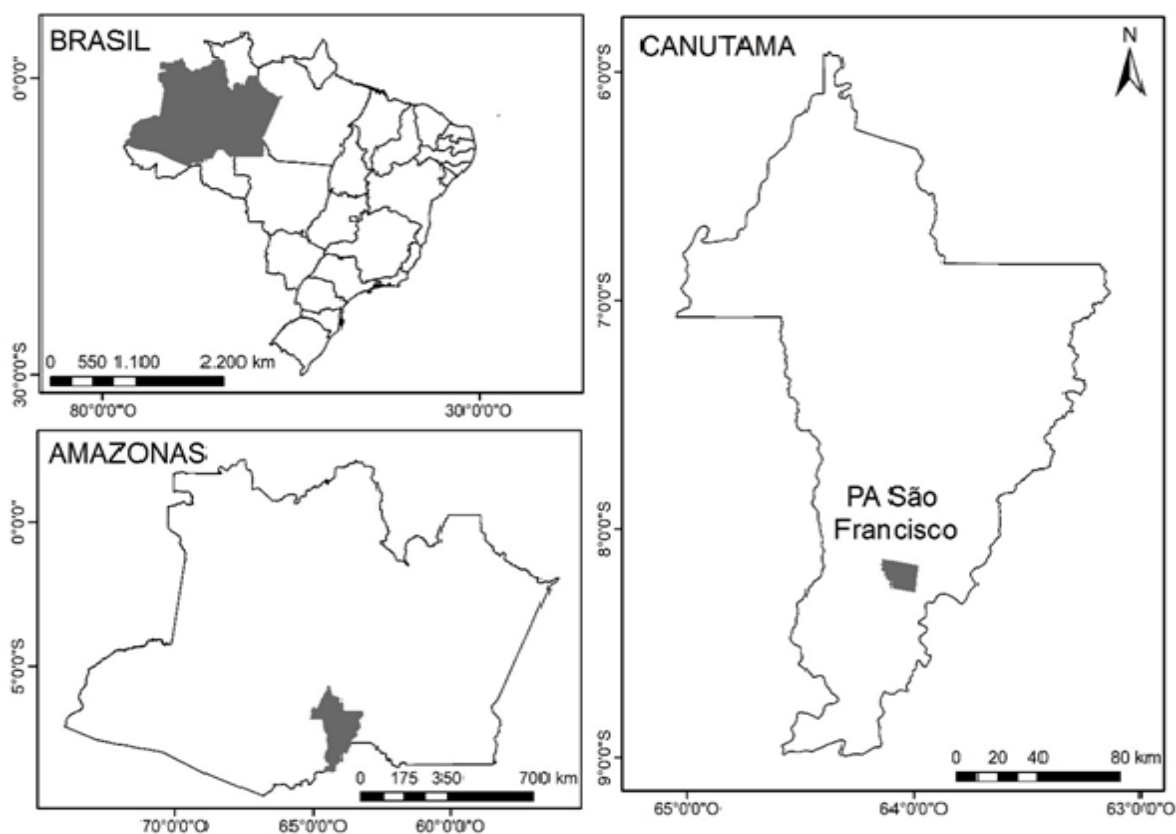 BRASIL
0°0'0"
30°0'0"S
0 550 1.100 2.200 km
80°0'0"O 30°0'0"O
AMAZONAS
0°0'0"
5°0'0"S
0 175 350 700 km
70°0'0"O 65°0'0"O 60°0'0"O
CANUTAMA
N
6°0'0"S
7°0'0"S
8°0'0"S
9°0'0"S
PA São
Francisco
0 20 40 80 km
65°0'0"O 64°0'0"O 63°0'0"O